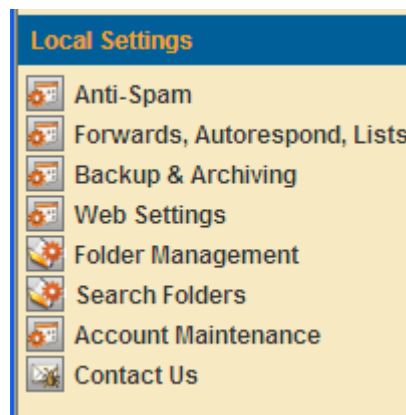 Local Settings
Anti-Spam
Forwards, Autorespond, Lists
Backup & Archiving
Web Settings
Folder Management
Search Folders
Account Maintenance
Contact Us